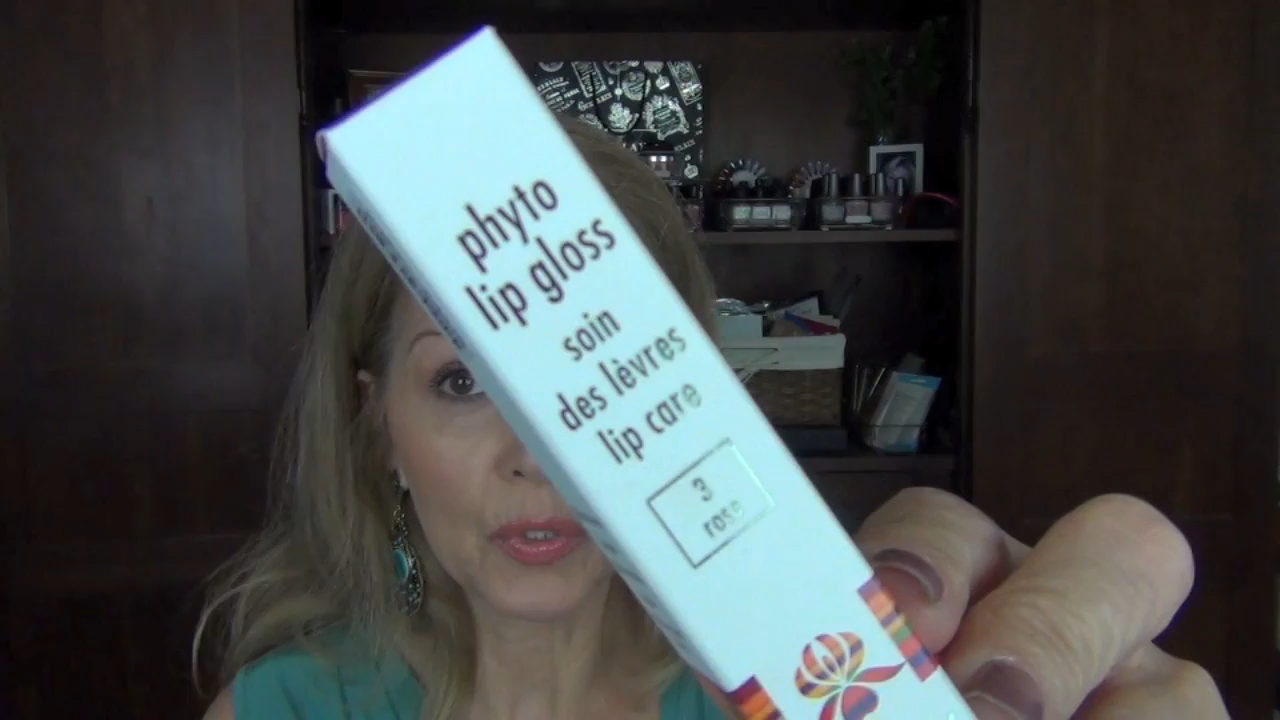 phyto
lip gloss
soin
des lèvres
lip care
3
rose